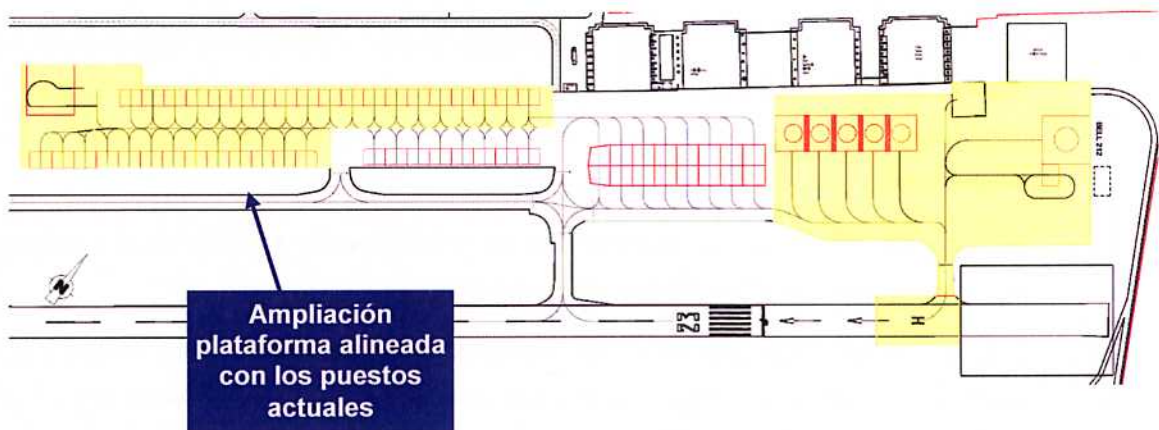 BELL 212
N
Ampliación
plataforma alineada
con los puestos
actuales
23
H